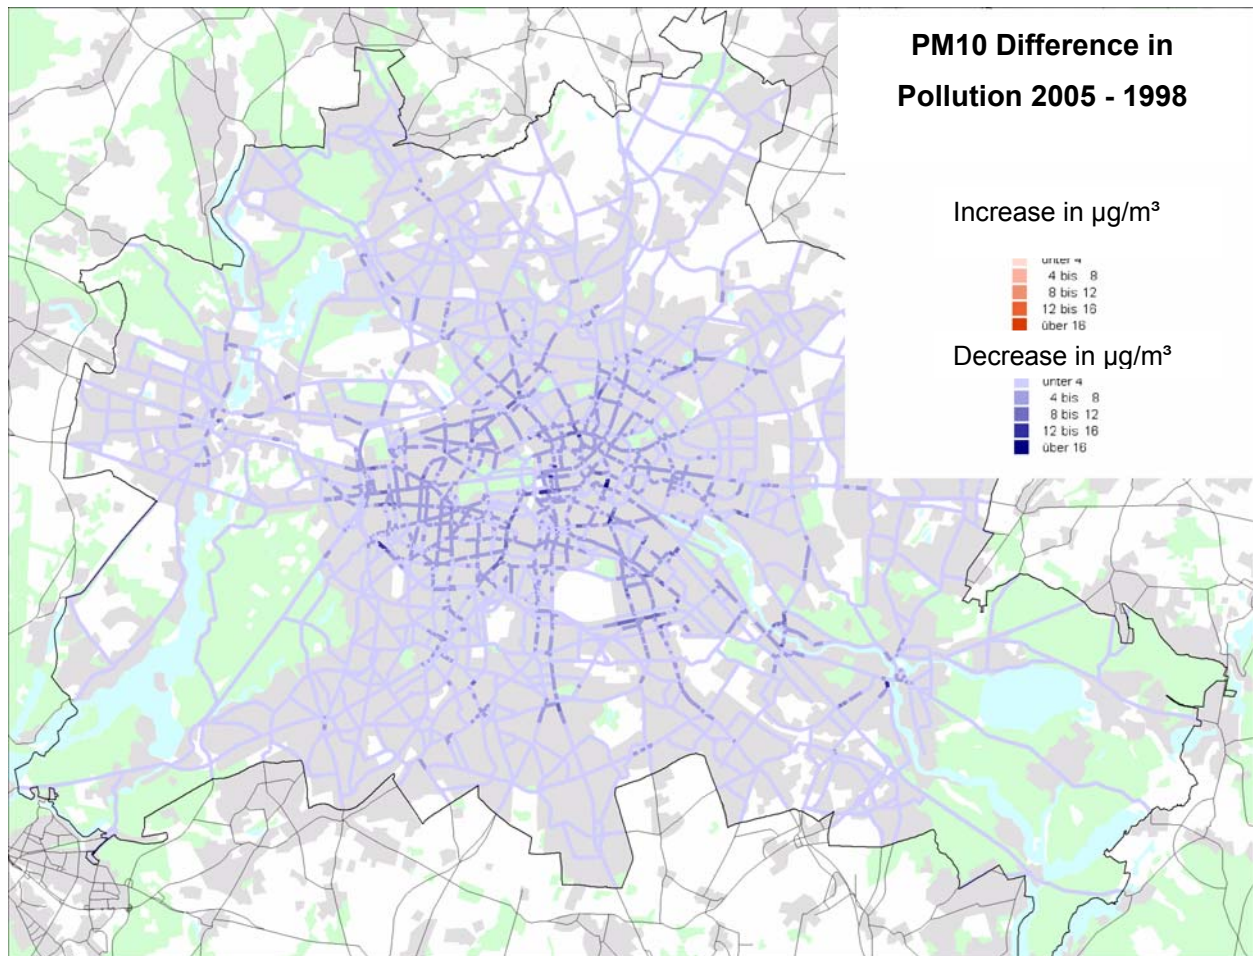 PM10 Difference in
Pollution 2005 - 1998
Increase in µg/m³
unter 4
4 bis 8
8 bis 12
12 bis 16
über 16
Decrease in µg/m³
unter 4
4 bis 8
8 bis 12
12 bis 16
über 16